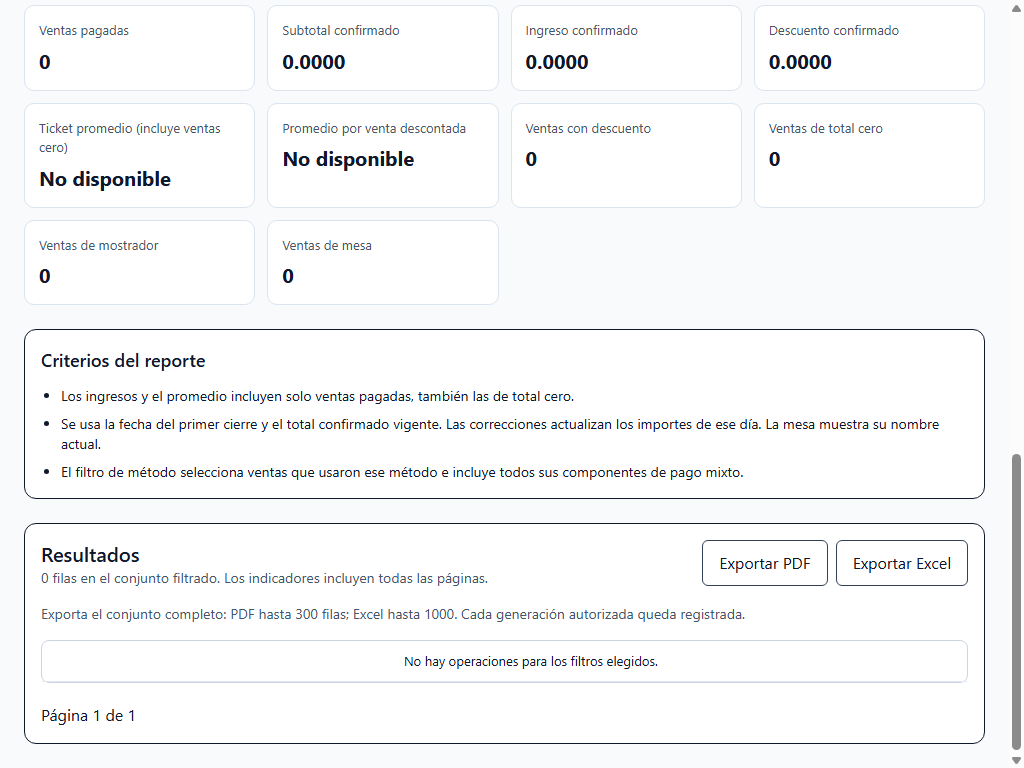 Ventas pagadas
0
Subtotal confirmado
0.0000
Ingreso confirmado
0.0000
Descuento confirmado
0.0000
Ticket promedio (incluye ventas
cero)
No disponible
Promedio por venta descontada
No disponible
Ventas con descuento
0
Ventas de total cero
0
Ventas de mostrador
0
Ventas de mesa
0
Criterios del reporte
• Los ingresos y el promedio incluyen solo ventas pagadas, también las de total cero.
• Se usa la fecha del primer cierre y el total confirmado vigente. Las correcciones actualizan los importes de ese día. La mesa muestra su nombre
actual.
• El filtro de método selecciona ventas que usaron ese método e incluye todos sus componentes de pago mixto.
Resultados
0 filas en el conjunto filtrado. Los indicadores incluyen todas las páginas.
Exportar PDF
Exportar Excel
Exporta el conjunto completo: PDF hasta 300 filas; Excel hasta 1000. Cada generación autorizada queda registrada.
No hay operaciones para los filtros elegidos.
Página 1 de 1